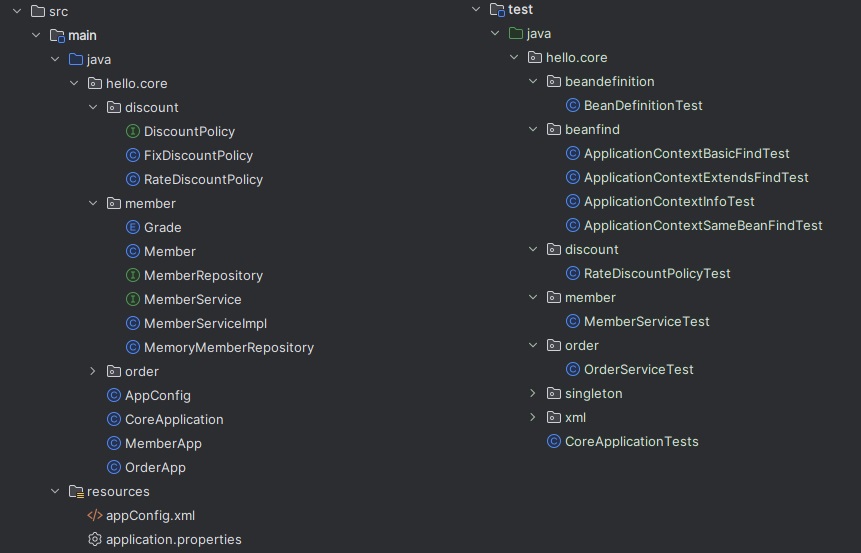 src
main
java
hello.core
discount
DiscountPolicy
FixDiscountPolicy
RateDiscountPolicy
member
Grade
Member
MemberRepository
MemberService
MemberServiceImpl
MemoryMemberRepository
order
AppConfig
CoreApplication
MemberApp
OrderApp
resources
appConfig.xml
application.properties
test
java
hello.core
beandefinition
BeanDefinitionTest
beanfind
ApplicationContextBasicFindTest
ApplicationContextExtendsFindTest
ApplicationContextInfoTest
ApplicationContextSameBeanFindTest
discount
RateDiscountPolicyTest
member
MemberServiceTest
order
OrderServiceTest
singleton
xml
CoreApplicationTests